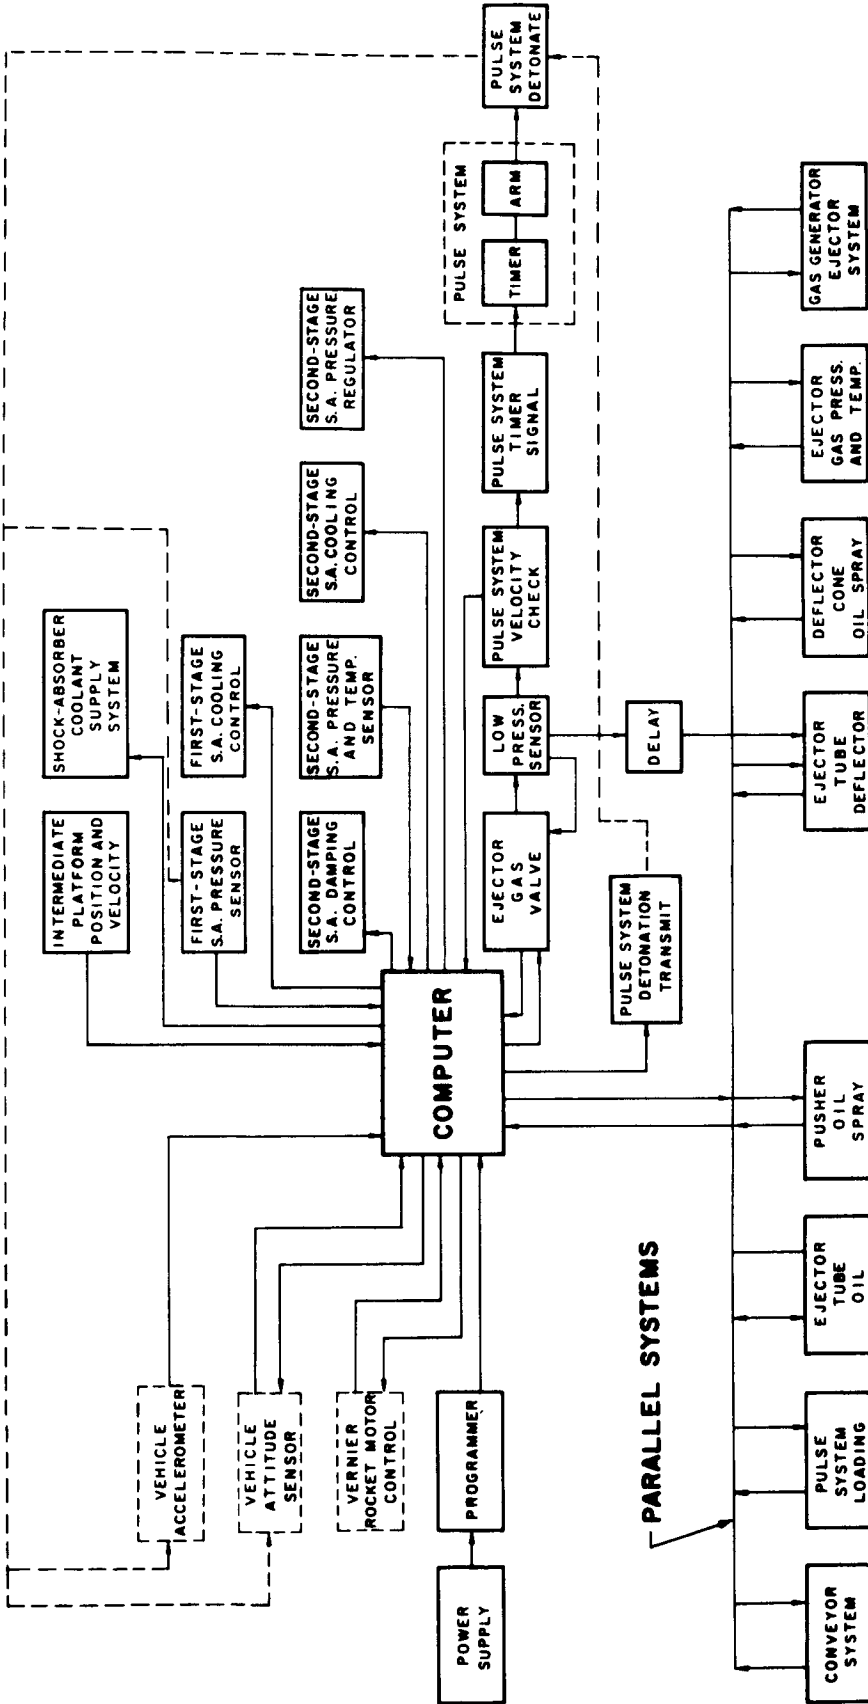 INTERMEDIATE
PLATFORM
POSITION AND
VELOCITY
SHOCK-ABSORBER
COOLANT
SUPPLY
SYSTEM
VEHICLE
ACCELEROMETER
FIRST-STAGE
S.A. PRESSURE
SENSOR
FIRST-STAGE
S.A. COOLING
CONTROL
VEHICLE
ATTITUDE
SENSOR
VERNIER
ROCKET MOTOR
CONTROL
SECOND-STAGE
S.A. DAMPING
CONTROL
SECOND-STAGE
S.A. PRESSURE
AND TEMP.
SENSOR
SECOND-STAGE
S.A. COOLING
CONTROL
SECOND-STAGE
S.A. PRESSURE
REGULATOR
POWER
SUPPLY
PROGRAMMER
COMPUTER
EJECTOR
GAS
VALVE
LOW
PRESS.
SENSOR
PULSE SYSTEM
VELOCITY
CHECK
PULSE SYSTEM
TIMER
SIGNAL
PULSE SYSTEM
TIMER
ARM
PULSE
SYSTEM
DETONATE
PULSE SYSTEM
DETONATION
TRANSMIT
DELAY
PARALLEL SYSTEMS
CONVEYOR
SYSTEM
PULSE
SYSTEM
LOADING
EJECTOR
TUBE
OIL
PUSHER
OIL
SPRAY
EJECTOR
TUBE
DEFLECTOR
DEFLECTOR
CONE
OIL SPRAY
EJECTOR
GAS PRESS.
AND TEMP.
GAS GENERATOR
EJECTOR
SYSTEM